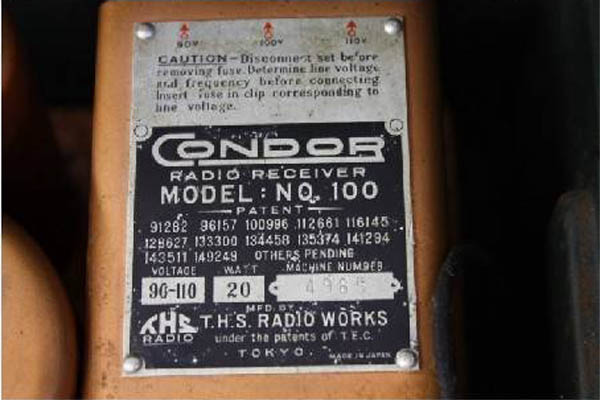 90V 100V 110V
CAUTION-Disconnect set before
removing fuse. Determine line voltage
and frequency before connecting
Insert fuse in clip corresponding to
line voltage.
CONDOR
RADIO RECEIVER
MODEL: NO. 100
PATENT
91282 96157 100996 112661 116145
128627 133300 134458 135374 141294
143511 149249 OTHERS PENDING
VOLTAGE WATT MACHINE NUMBER
90-110 20
MFD. BY
THS T.H.S. RADIO WORKS
RADIO under the patents of T.E.C.
TOKYO. MADE IN JAPAN